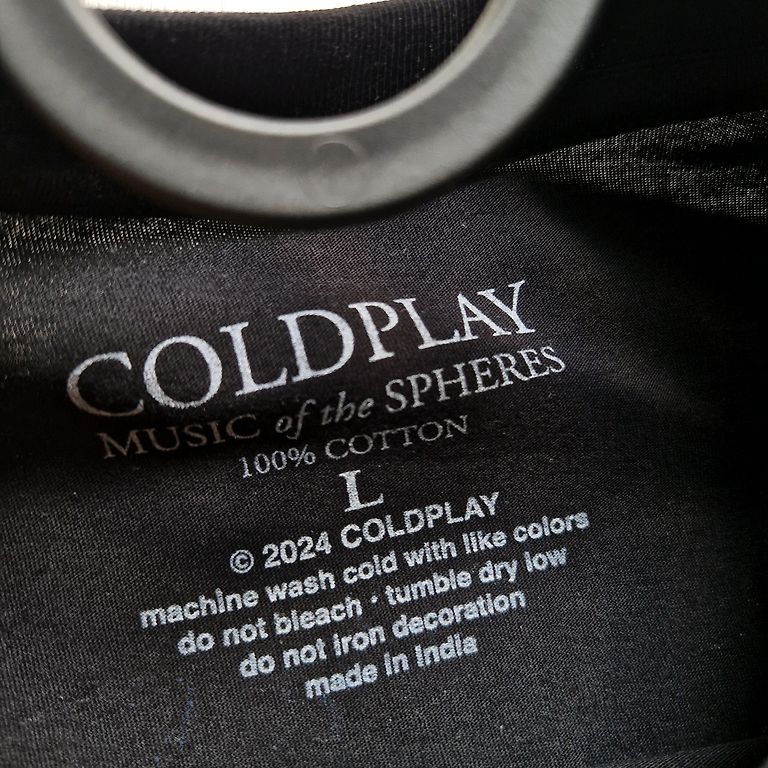 COLDPLAY
MUSIC of the SPHERES
100% COTTON
L
© 2024 COLDPLAY
machine wash cold with like colors
do not bleach · tumble dry low
do not iron decoration
made in India